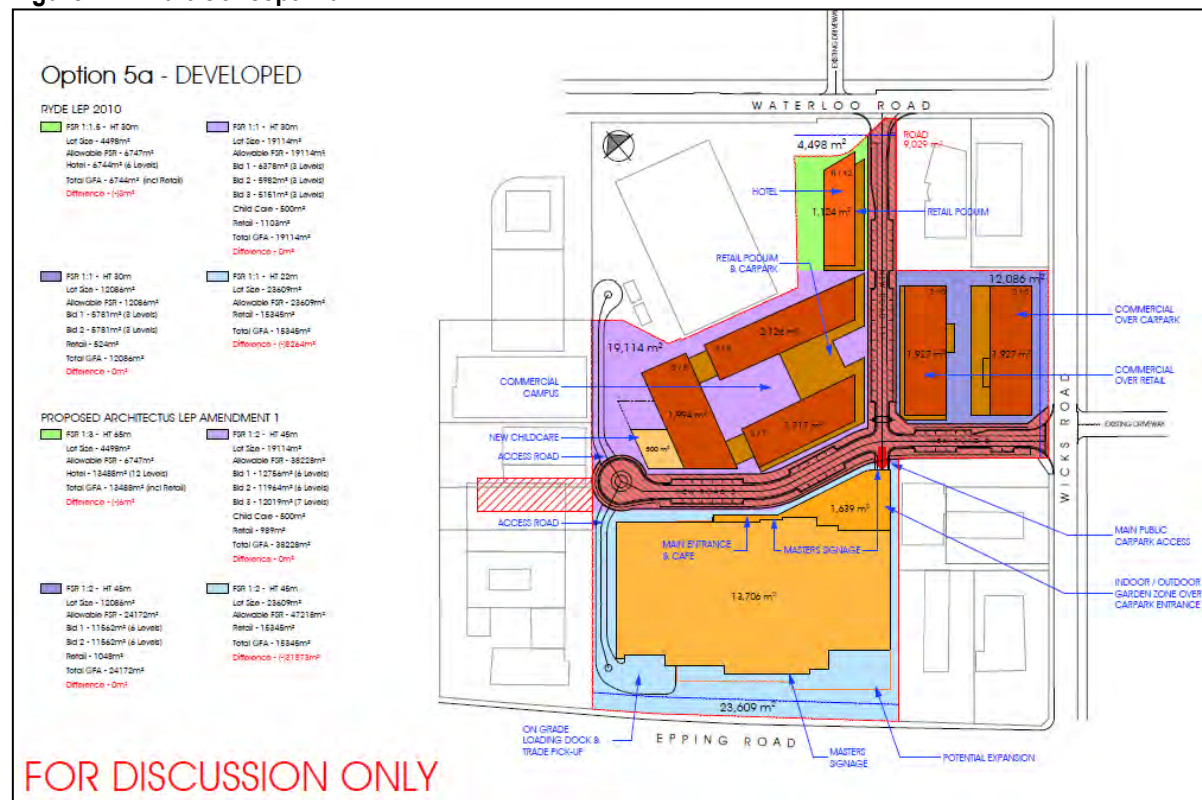 Option 5a - DEVELOPED
RYDE LEP 2010
FSR 1:1.5 - HT 30m
Lot Size - 4498m²
Allowable FSR - 6747m²
Hotel - 6744m² (6 Levels)
Total GFA - 6744m² (incl Retail)
Difference - (-)3m²
FSR 1:1 - HT 30m
Lot Size - 19114m²
Allowable FSR - 19114m²
Bld 1 - 6378m² (3 Levels)
Bld 2 - 5982m² (3 Levels)
Bld 3 - 5151m² (3 Levels)
Child Care - 500m²
Retail - 1103m²
Total GFA - 19114m²
Difference - 0m²
FSR 1:1 - HT 30m
Lot Size - 12086m²
Allowable FSR - 12086m²
Bld 1 - 5781m² (3 Levels)
Bld 2 - 5781m² (3 Levels)
Retail - 524m²
Total GFA - 12086m²
Difference - 0m²
FSR 1:1 - HT 22m
Lot Size - 23609m²
Allowable FSR - 23609m²
Retail - 15345m²
Total GFA - 15345m²
Difference - (-)8264m²
PROPOSED ARCHITECTUS LEP AMENDMENT 1
FSR 1:3 - HT 65m
Lot Size - 4498m²
Allowable FSR - 6747m²
Hotel - 13488m² (12 Levels)
Total GFA - 13488m² (incl Retail)
Difference - (-)6m²
FSR 1:2 - HT 45m
Lot Size - 19114m²
Allowable FSR - 38228m²
Bld 1 - 12756m² (6 Levels)
Bld 2 - 11964m² (6 Levels)
Bld 3 - 12019m² (7 Levels)
Child Care - 500m²
Retail - 989m²
Total GFA - 38228m²
Difference - 0m²
FSR 1:2 - HT 45m
Lot Size - 12086m²
Allowable FSR - 24172m²
Bld 1 - 11562m² (6 Levels)
Bld 2 - 11562m² (6 Levels)
Retail - 1048m²
Total GFA - 24172m²
Difference - 0m²
FSR 1:2 - HT 45m
Lot Size - 23609m²
Allowable FSR - 47218m²
Retail - 15345m²
Total GFA - 15345m²
Difference - (-)31873m²
FOR DISCUSSION ONLY
EXISTING DRIVEWAY
WATERLOO ROAD
ROAD
9,029 m²
4,498 m²
HOTEL
1,124 m²
RETAIL PODUIM
RETAIL PODUIM
& CARPARK
12,086 m²
COMMERCIAL
OVER CARPARK
2,126 m²
19,114 m²
1,927 m²
1,927 m²
COMMERCIAL
OVER RETAIL
COMMERCIAL
CAMPUS
1,994 m²
1,717 m²
WICKS ROAD
EXISTING DRIVEWAY
NEW CHILDCARE
500 m²
ACCESS ROAD
ACCESS ROAD
1,639 m²
MAIN PUBLIC
CARPARK ACCESS
MAIN ENTRANCE
& CAFE
MASTERS SIGNAGE
INDOOR / OUTDOOR
GARDEN ZONE OVER
CARPARK ENTRANCE
13,706 m²
23,609 m²
ON GRADE
LOADING DOCK &
TRADE PICK-UP
EPPING ROAD
MASTERS
SIGNAGE
POTENTIAL EXPANSION